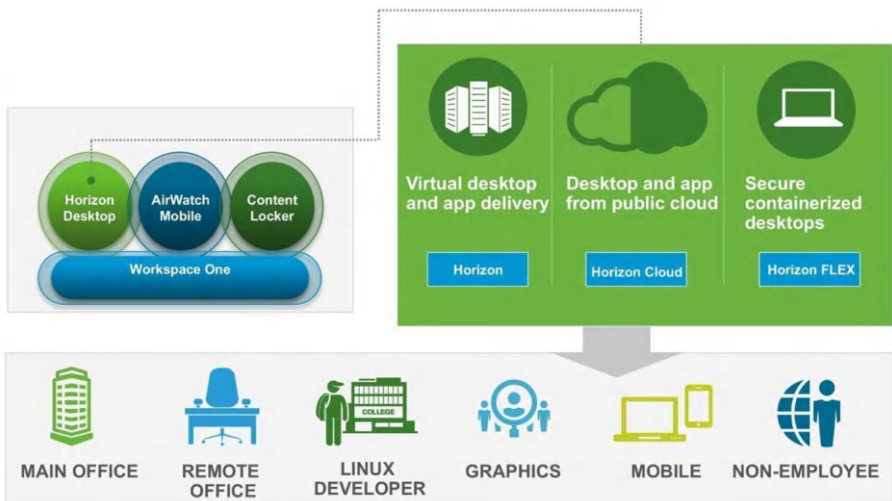 Horizon
Desktop
AirWatch
Mobile
Content
Locker
Workspace One
Virtual desktop
and app delivery
Horizon
Desktop and app
from public cloud
Horizon Cloud
Secure
containerized
desktops
Horizon FLEX
MAIN OFFICE
REMOTE
OFFICE
COLLEGE
LINUX
DEVELOPER
GRAPHICS
MOBILE
NON-EMPLOYEE